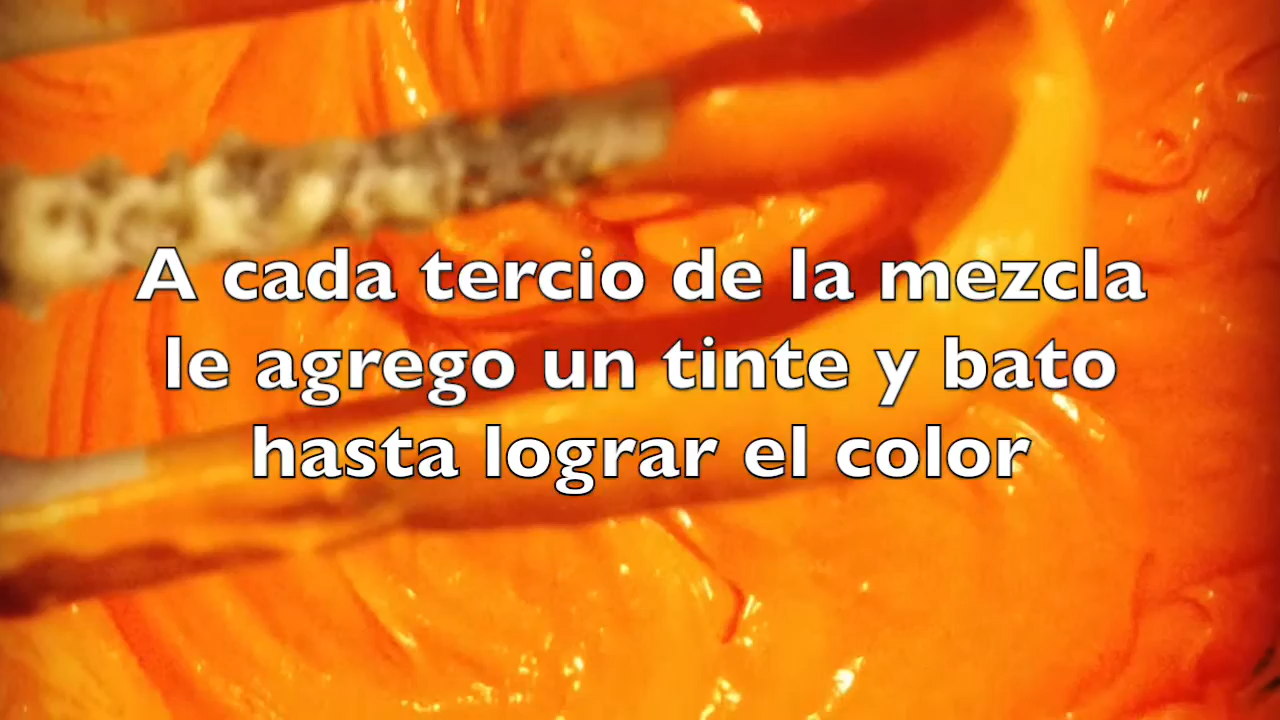 A cada tercio de la mezcla
le agrego un tinte y bato
hasta lograr el color